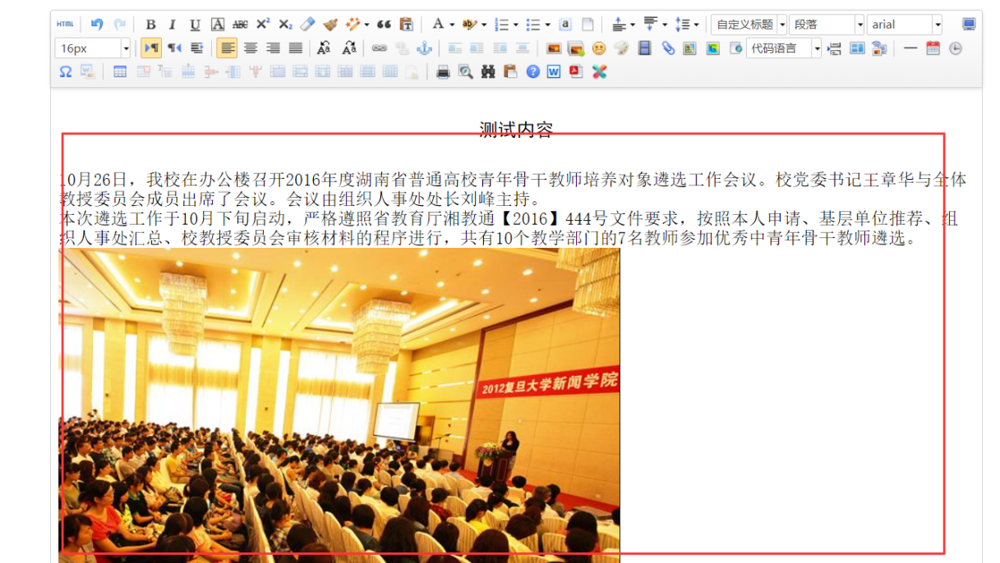 HTML B I U A ABC X² X₂ A ab a 自定义标题 段落 arial
16px 代码语言
Ω W
测试内容
10月26日，我校在办公楼召开2016年度湖南省普通高校青年骨干教师培养对象遴选工作会议。校党委书记王章华与全体
教授委员会成员出席了会议。会议由组织人事处处长刘峰主持。
本次遴选工作于10月下旬启动，严格遵照省教育厅湘教通【2016】444号文件要求，按照本人申请、基层单位推荐、组
织人事处汇总、校教授委员会审核材料的程序进行，共有10个教学部门的7名教师参加优秀中青年骨干教师遴选。
2012复旦大学新闻学院